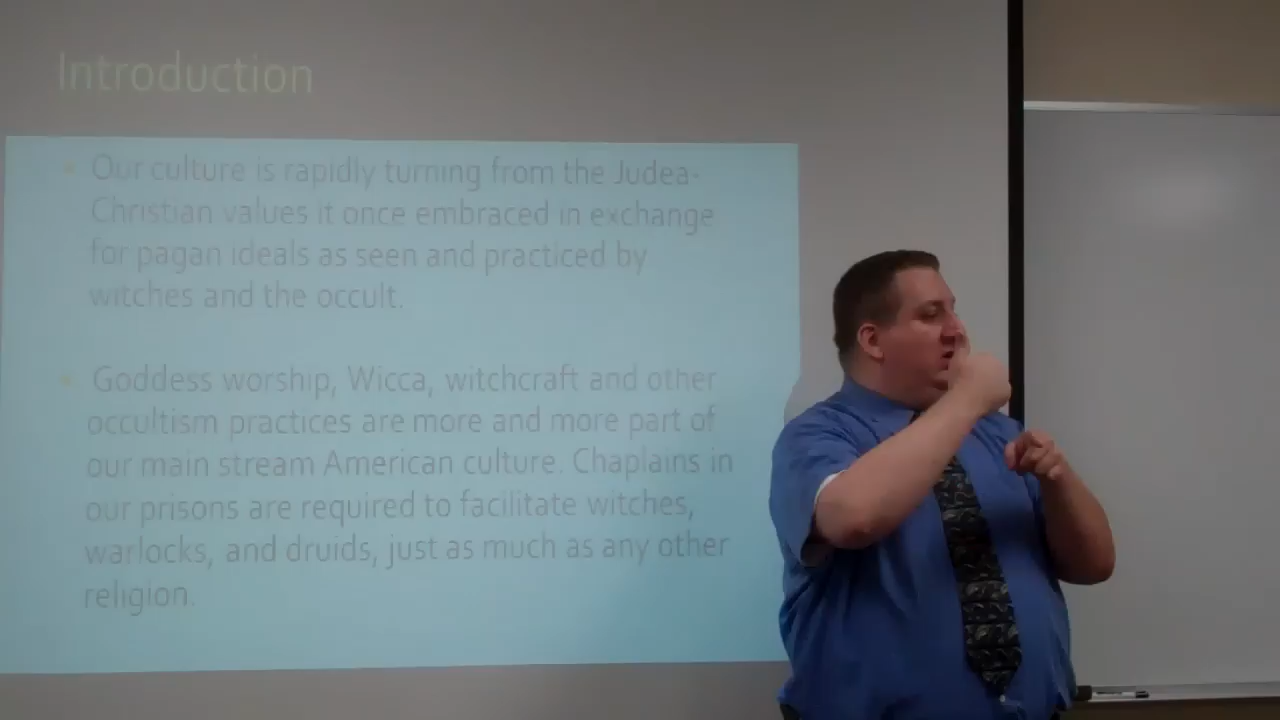 Introduction
Our culture is rapidly turning from the Judea-
Christian values it once embraced in exchange
for pagan ideals as seen and practiced by
witches and the occult.
Goddess worship, Wicca, witchcraft and other
occultism practices are more and more part of
our main stream American culture. Chaplains in
our prisons are required to facilitate witches,
warlocks, and druids, just as much as any other
religion.